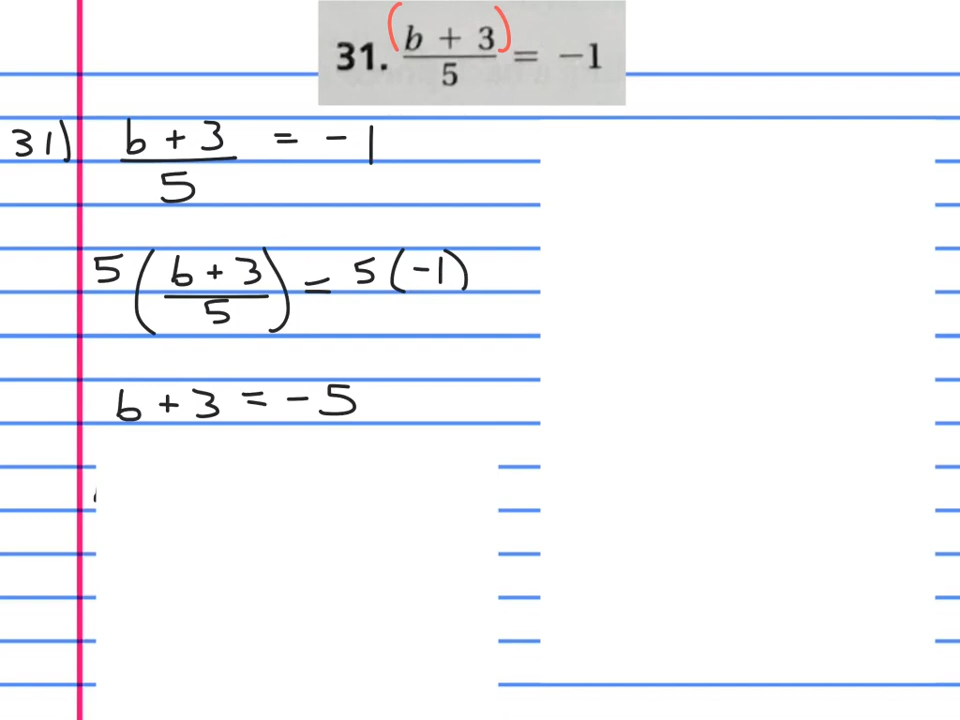 31. (b + 3)/5 = -1
31) b + 3 / 5 = -1
5 ( b + 3 / 5 ) = 5 (-1)
b + 3 = -5